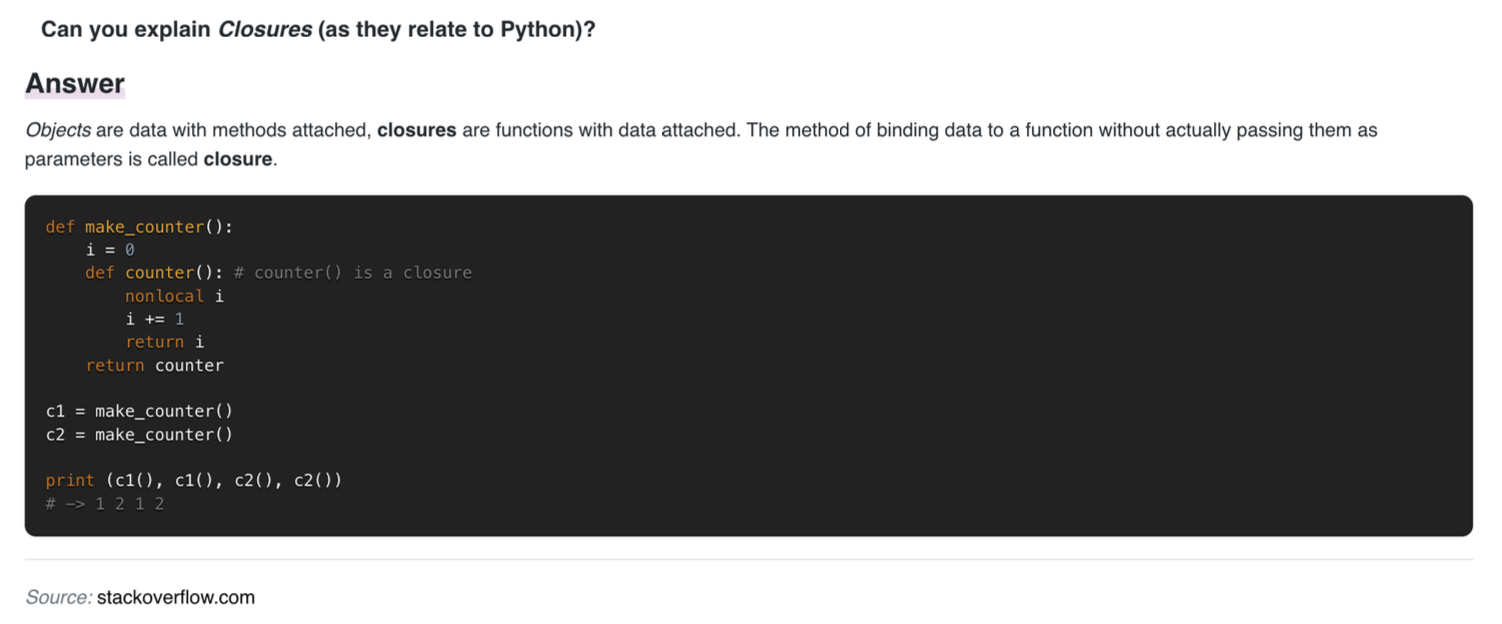 Can you explain Closures (as they relate to Python)?
Answer
Objects are data with methods attached, closures are functions with data attached. The method of binding data to a function without actually passing them as
parameters is called closure.
def make_counter():
    i = 0
    def counter(): # counter() is a closure
        nonlocal i
        i += 1
        return i
    return counter

c1 = make_counter()
c2 = make_counter()

print (c1(), c1(), c2(), c2())
# -> 1 2 1 2
Source: stackoverflow.com